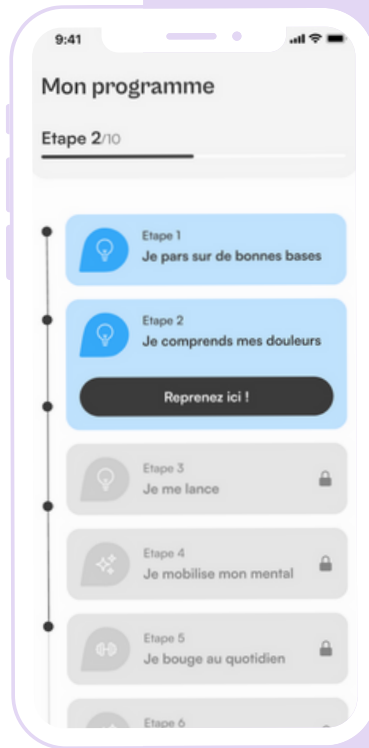 9:41
Mon programme
Etape 2/10
Etape 1
Je pars sur de bonnes bases
Etape 2
Je comprends mes douleurs
Reprenez ici !
Etape 3
Je me lance
Etape 4
Je mobilise mon mental
Etape 5
Je bouge au quotidien
Etape 6